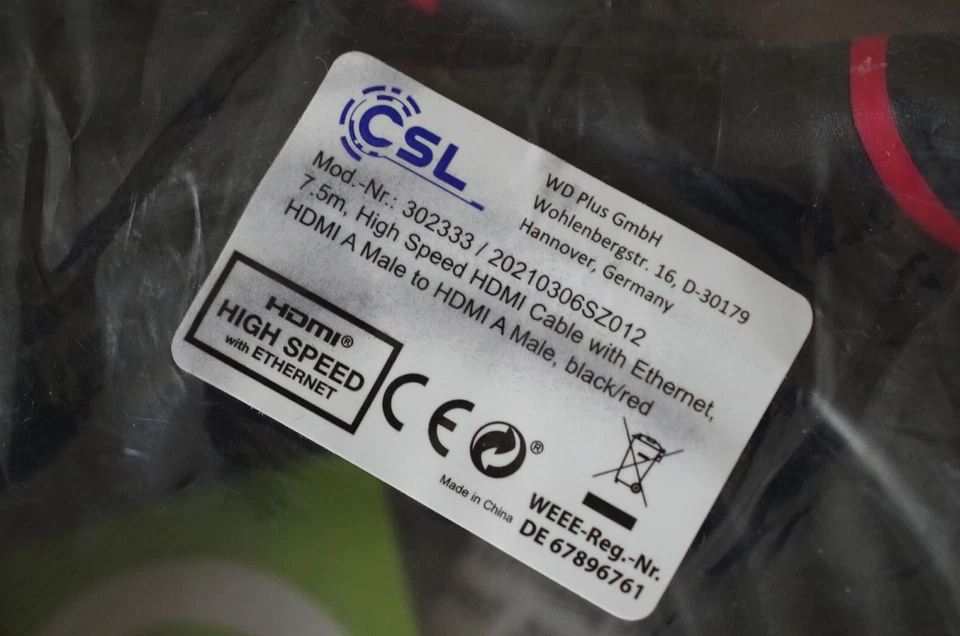 CSL
WD Plus GmbH
Wohlenbergstr. 16, D-30179
Hannover, Germany
Mod.-Nr.: 302333 / 20210306SZ012
7.5m, High Speed HDMI Cable with Ethernet,
HDMI A Male to HDMI A Male, black/red
HDMI®
HIGH SPEED
with ETHERNET
CE
®
Made in China
WEEE-Reg.-Nr.
DE 67896761